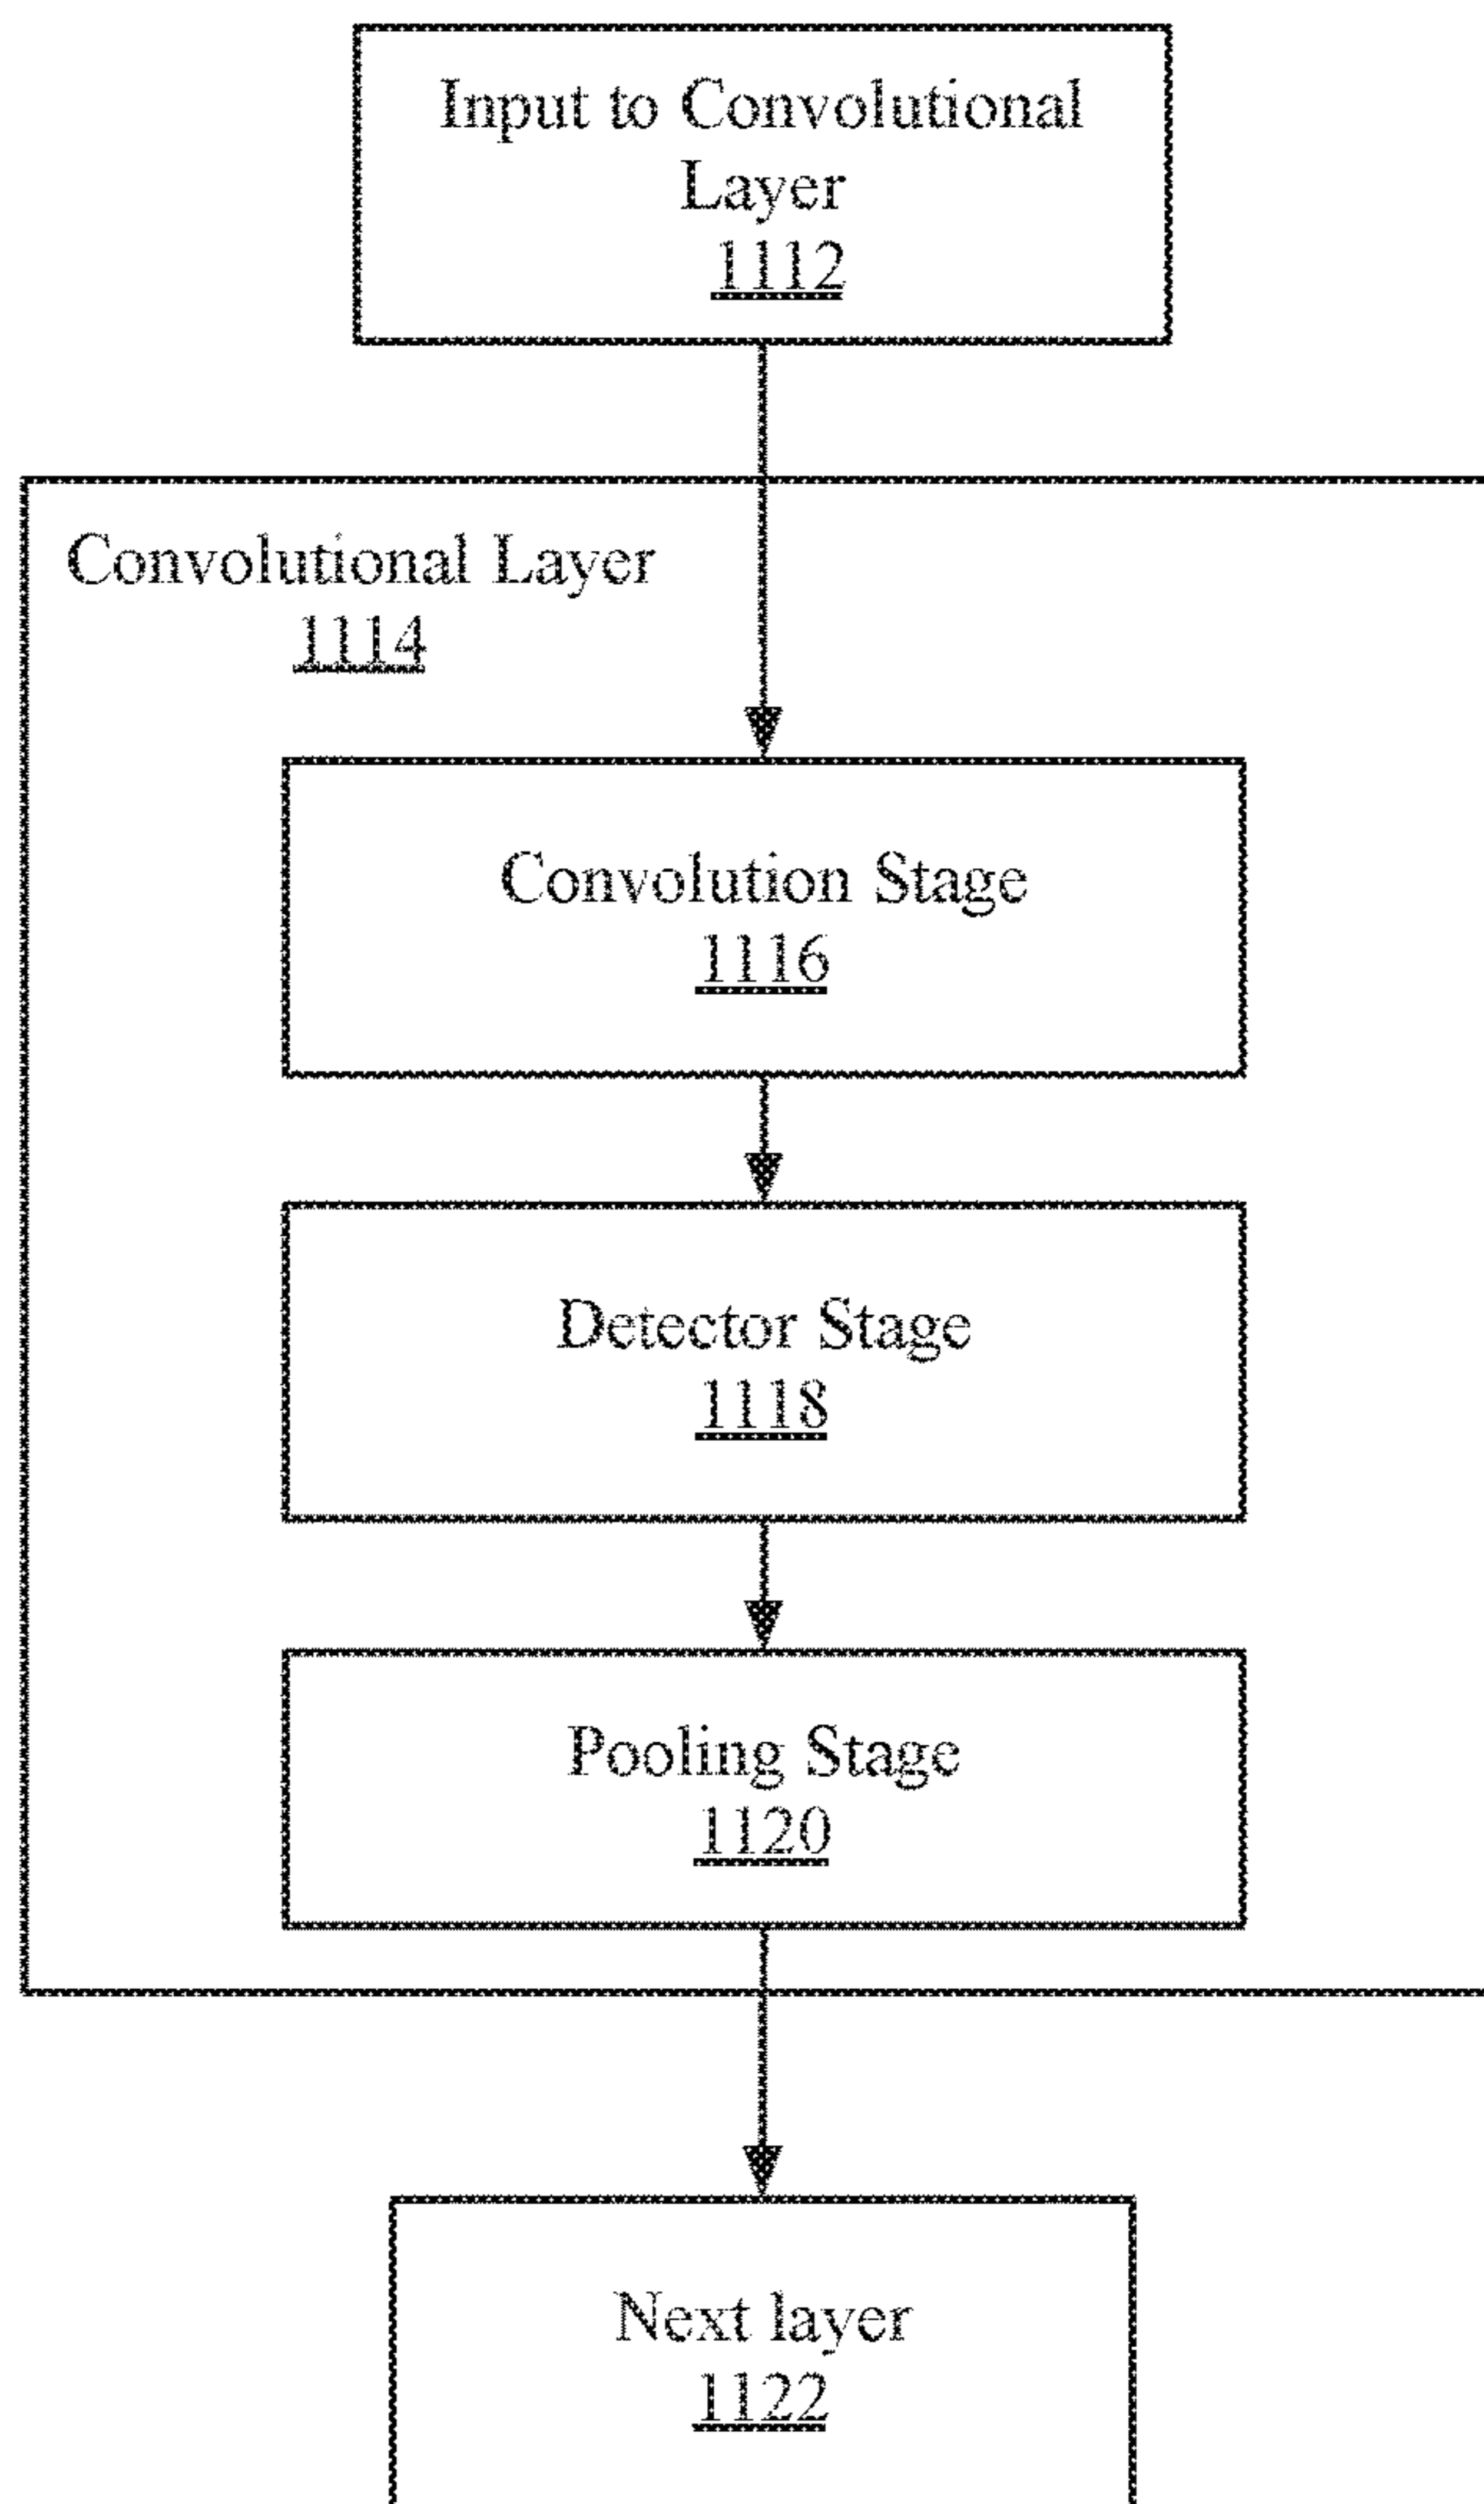 Input to Convolutional
Layer
1112
Convolutional Layer
1114
Convolution Stage
1116
Detector Stage
1118
Pooling Stage
1120
Next layer
1122